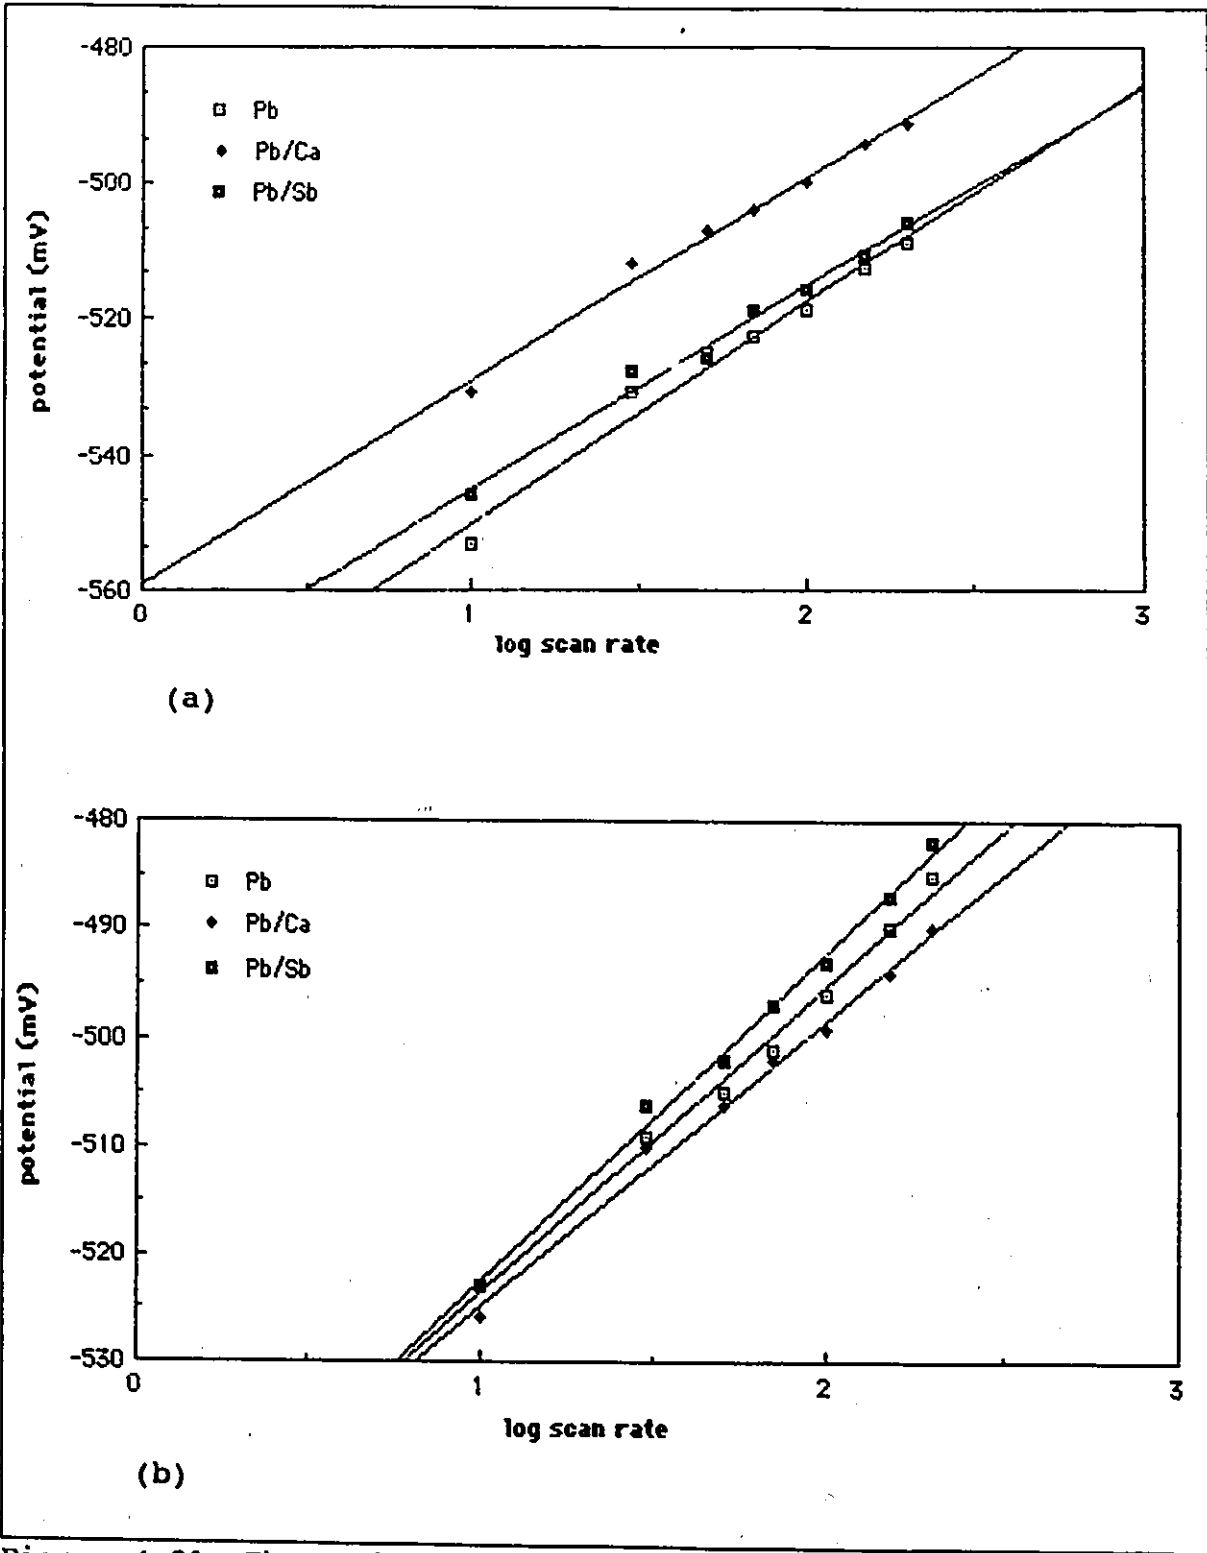 -480
-500
-520
-540
-560
potential (mV)
Pb
Pb/Ca
Pb/Sb
0 1 2 3
log scan rate
(a)
-480
-490
-500
-510
-520
-530
potential (mV)
Pb
Pb/Ca
Pb/Sb
0 1 2 3
log scan rate
(b)